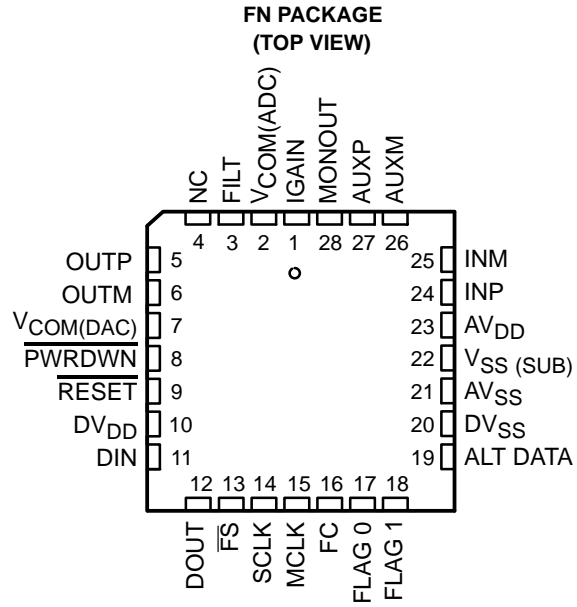 FN PACKAGE
(TOP VIEW)
NC
FILT
VCOM(ADC)
IGAIN
MONOUT
AUXP
AUXM
4 3 2 1 28 27 26
OUTP 5
OUTM 6
VCOM(DAC) 7
PWRDWN 8
RESET 9
DVDD 10
DIN 11
25 INM
24 INP
23 AVDD
22 VSS (SUB)
21 AVSS
20 DVSS
19 ALT DATA
12 13 14 15 16 17 18
DOUT
FS
SCLK
MCLK
FC
FLAG 0
FLAG 1